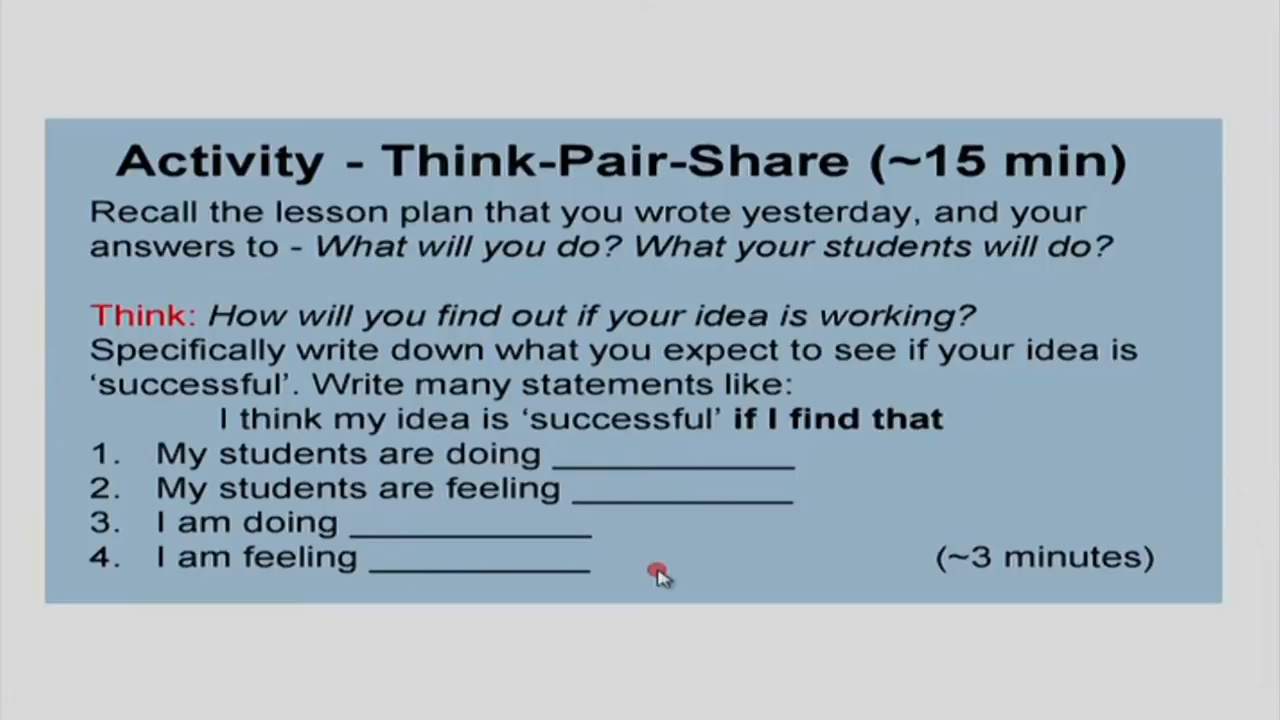 Activity - Think-Pair-Share (~15 min)
Recall the lesson plan that you wrote yesterday, and your
answers to - What will you do? What your students will do?
Think: How will you find out if your idea is working?
Specifically write down what you expect to see if your idea is
‘successful’. Write many statements like:
I think my idea is ‘successful’ if I find that
1. My students are doing ______________
2. My students are feeling _____________
3. I am doing ______________
4. I am feeling _____________ (~3 minutes)